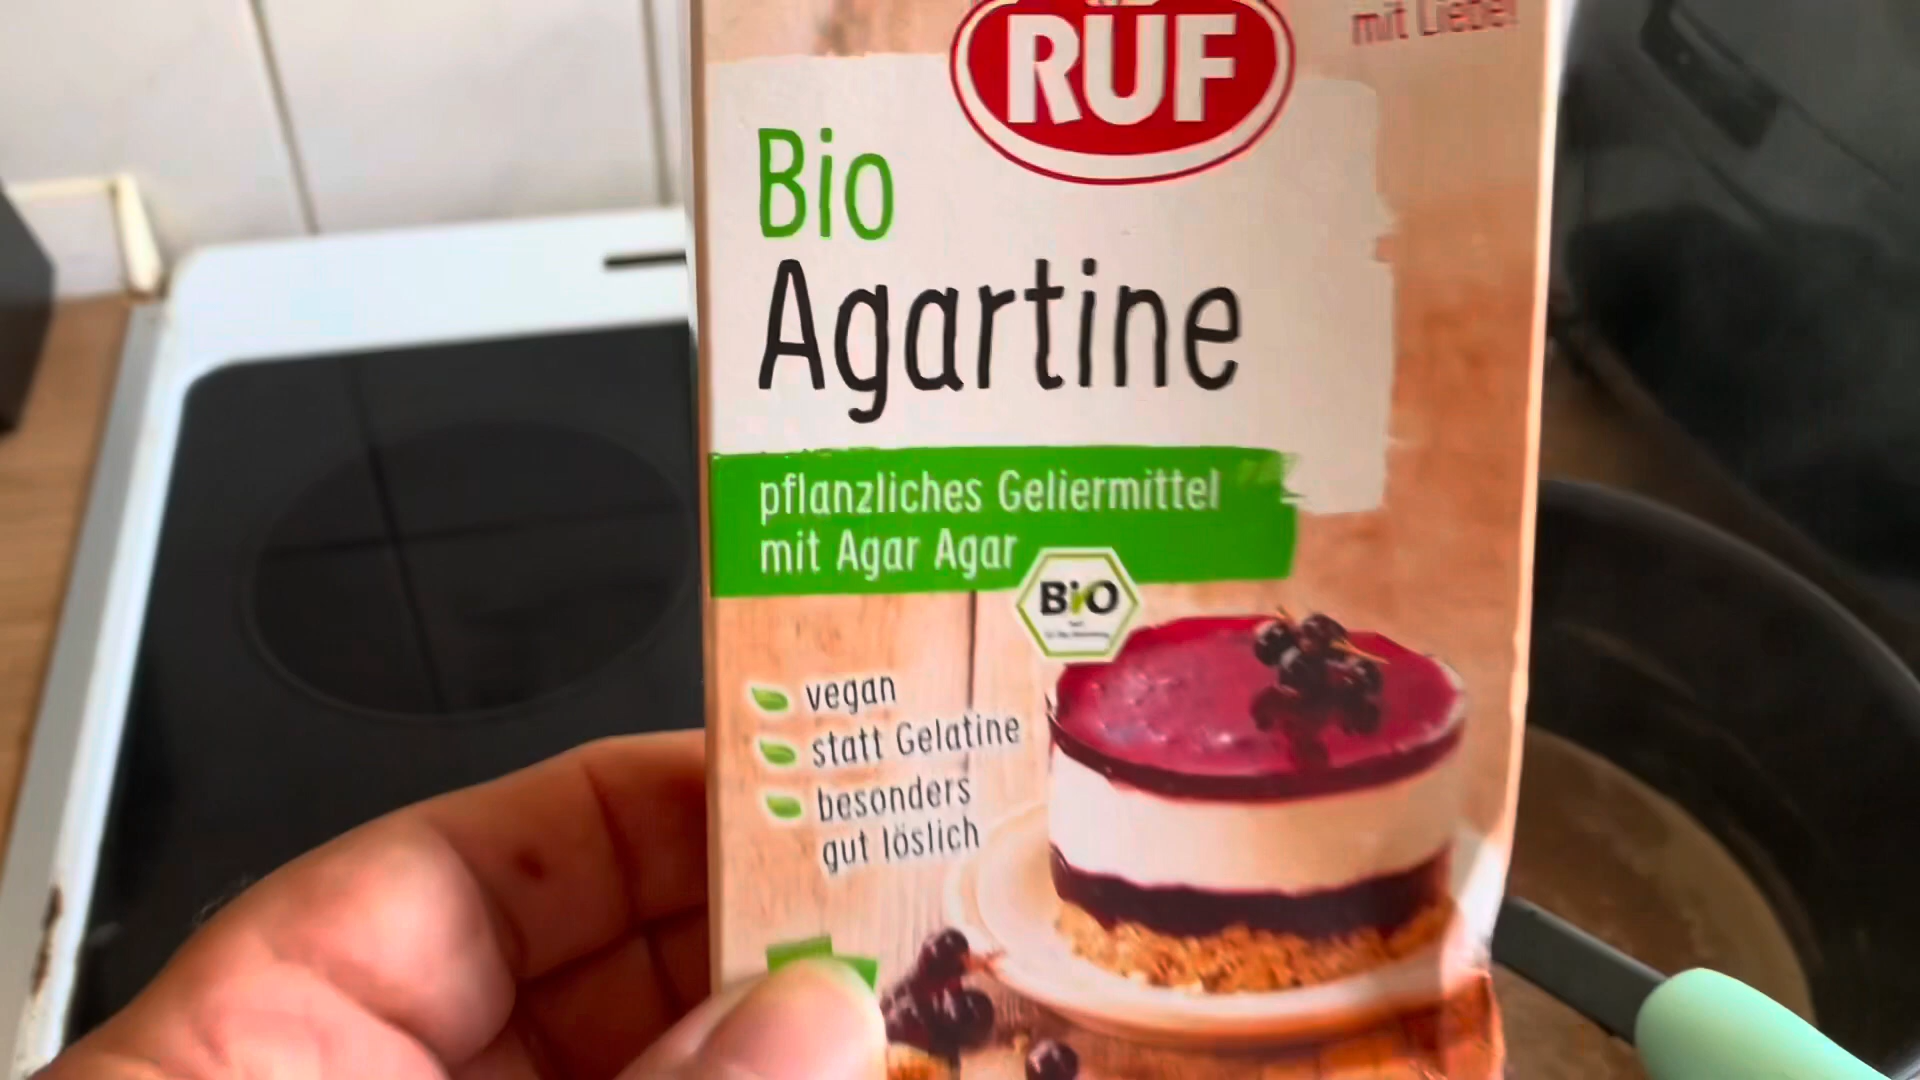 mit Liebe!
RUF
Bio
Agartine
pflanzliches Geliermittel
mit Agar Agar
BiO
vegan
statt Gelatine
besonders
gut löslich